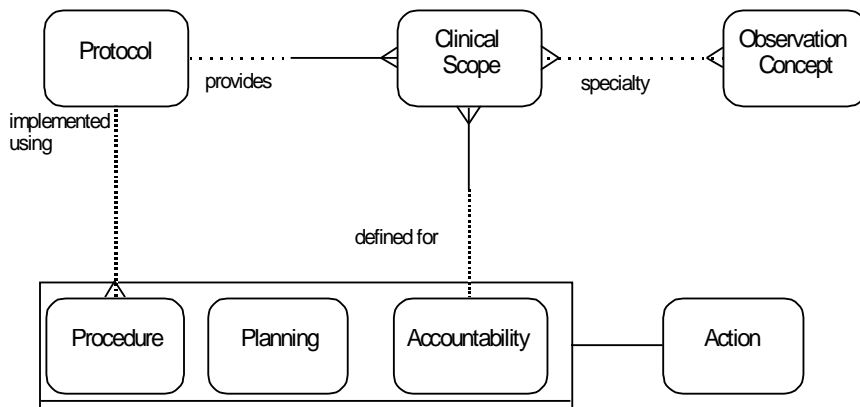 Protocol
Clinical
Scope
Observation
Concept
provides
specialty
implemented
using
defined for
Procedure
Planning
Accountability
Action